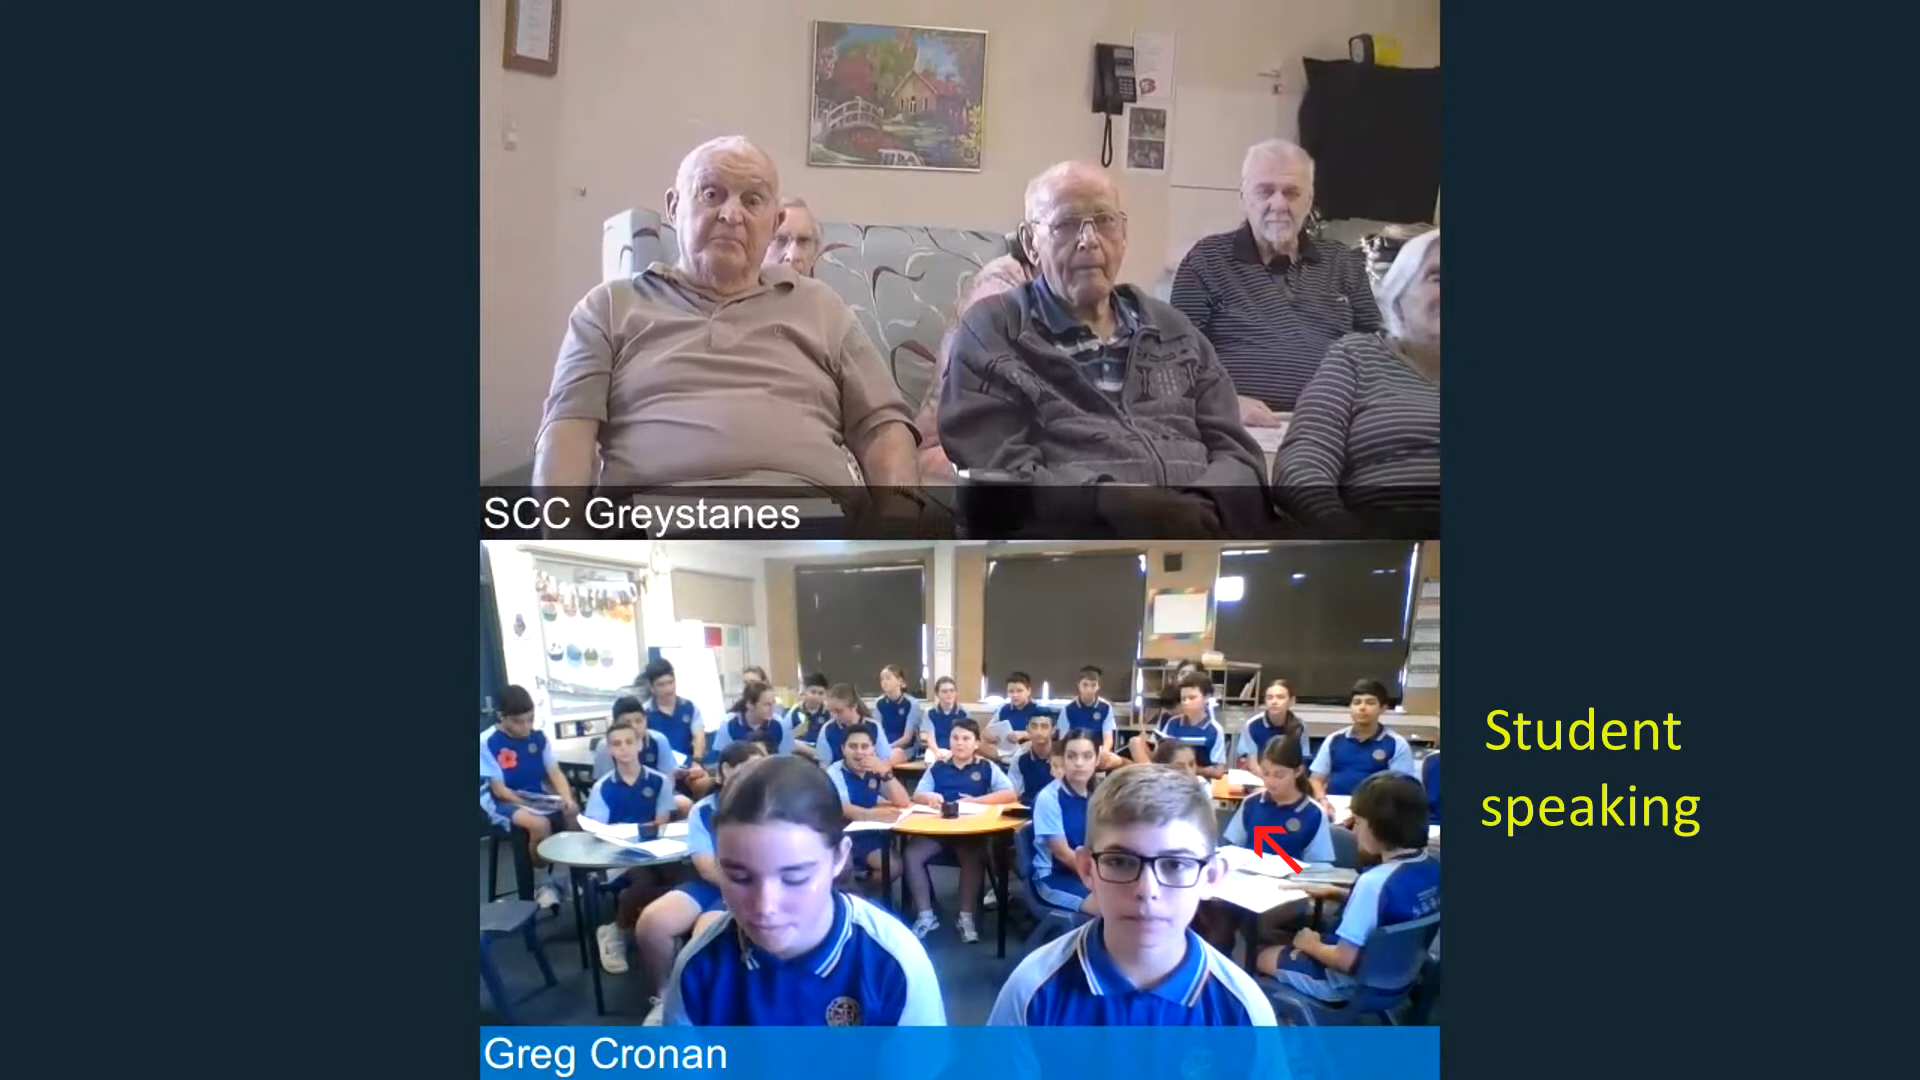 SCC Greystanes
Student
speaking
Greg Cronan